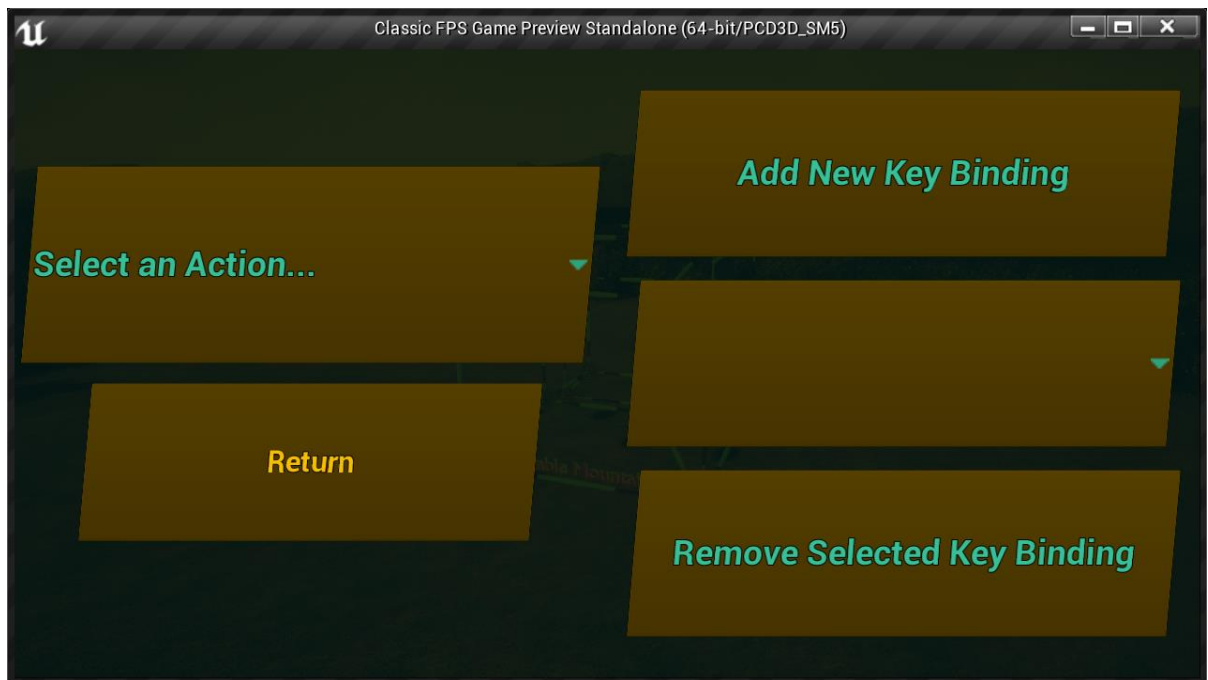 Classic FPS Game Preview Standalone (64-bit/PCD3D_SM5)
Add New Key Binding
Select an Action...
Return
Remove Selected Key Binding